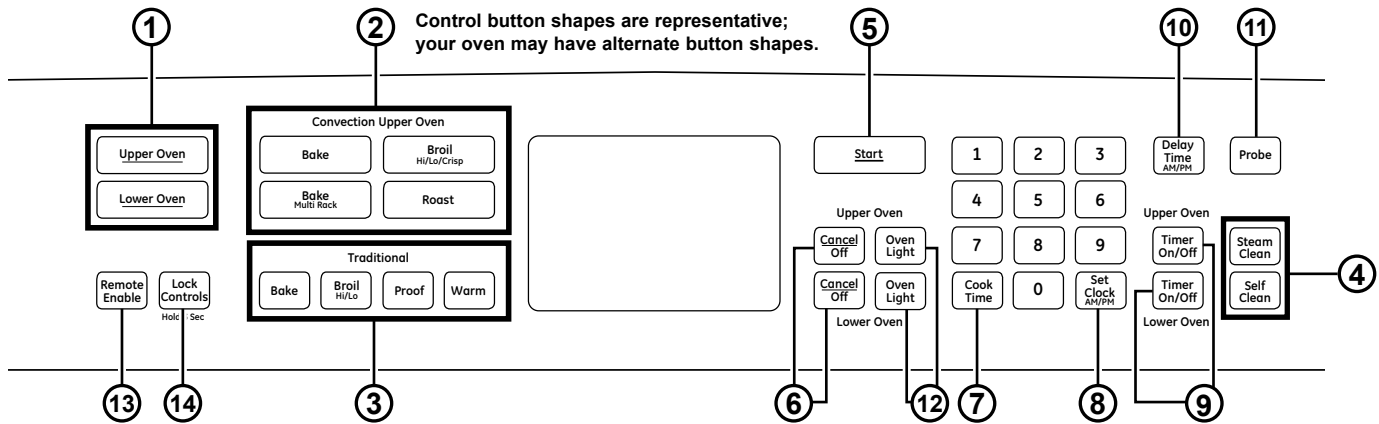 Control button shapes are representative;
your oven may have alternate button shapes.
1
2
5
10
11
Upper Oven
Lower Oven
Convection Upper Oven
Bake
Broil
Hi/Lo/Crisp
Bake
Multi Rack
Roast
Traditional
Bake
Broil
Hi/Lo
Proof
Warm
Remote
Enable
Lock
Controls
Sec
Start
Upper Oven
Cancel
Off
Oven
Light
Cancel
Off
Oven
Light
Lower Oven
1
2
3
4
5
6
7
8
9
Cook
Time
0
Set
Clock
AM/PM
Delay
Time
AM/PM
Probe
Upper Oven
Timer
On/Off
Timer
On/Off
Lower Oven
Steam
Clean
Self
Clean
4
13
14
3
6
12
7
8
9